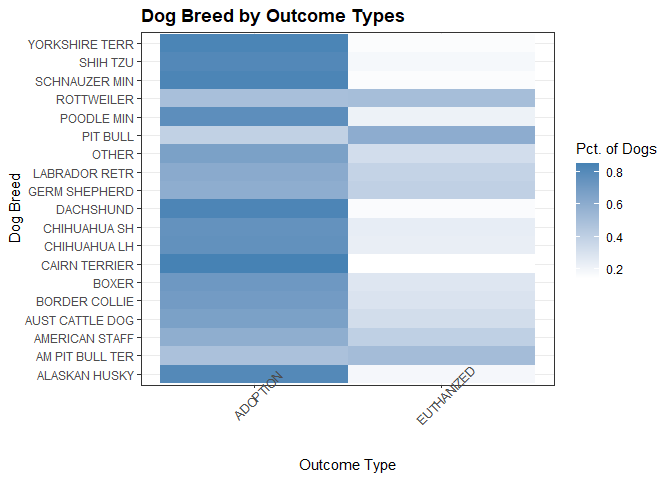 Dog Breed by Outcome Types
Dog Breed
YORKSHIRE TERR
SHIH TZU
SCHNAUZER MIN
ROTTWEILER
POODLE MIN
PIT BULL
OTHER
LABRADOR RETR
GERM SHEPHERD
DACHSHUND
CHIHUAHUA SH
CHIHUAHUA LH
CAIRN TERRIER
BOXER
BORDER COLLIE
AUST CATTLE DOG
AMERICAN STAFF
AM PIT BULL TER
ALASKAN HUSKY
ADOPTION
EUTHANIZED
Outcome Type
Pct. of Dogs
0.8
0.6
0.4
0.2